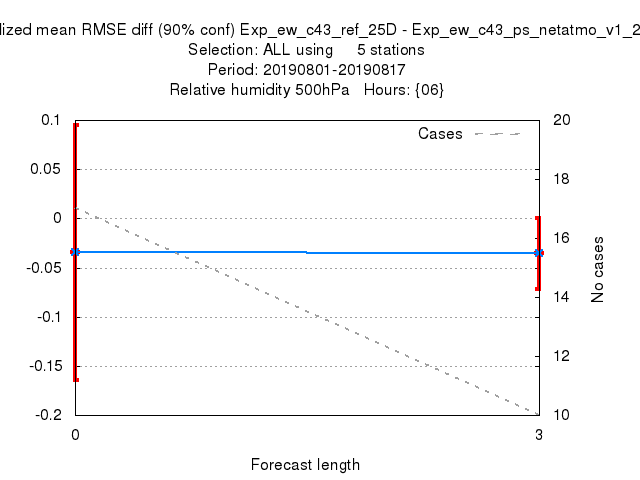 lized mean RMSE diff (90% conf) Exp_ew_c43_ref_25D - Exp_ew_c43_ps_netatmo_v1_2
Selection: ALL using     5 stations
Period: 20190801-20190817
Relative humidity 500hPa   Hours: {06}
Cases
0.1
0.05
0
-0.05
-0.1
-0.15
-0.2
20
18
16
14
12
10
No cases
0
3
Forecast length